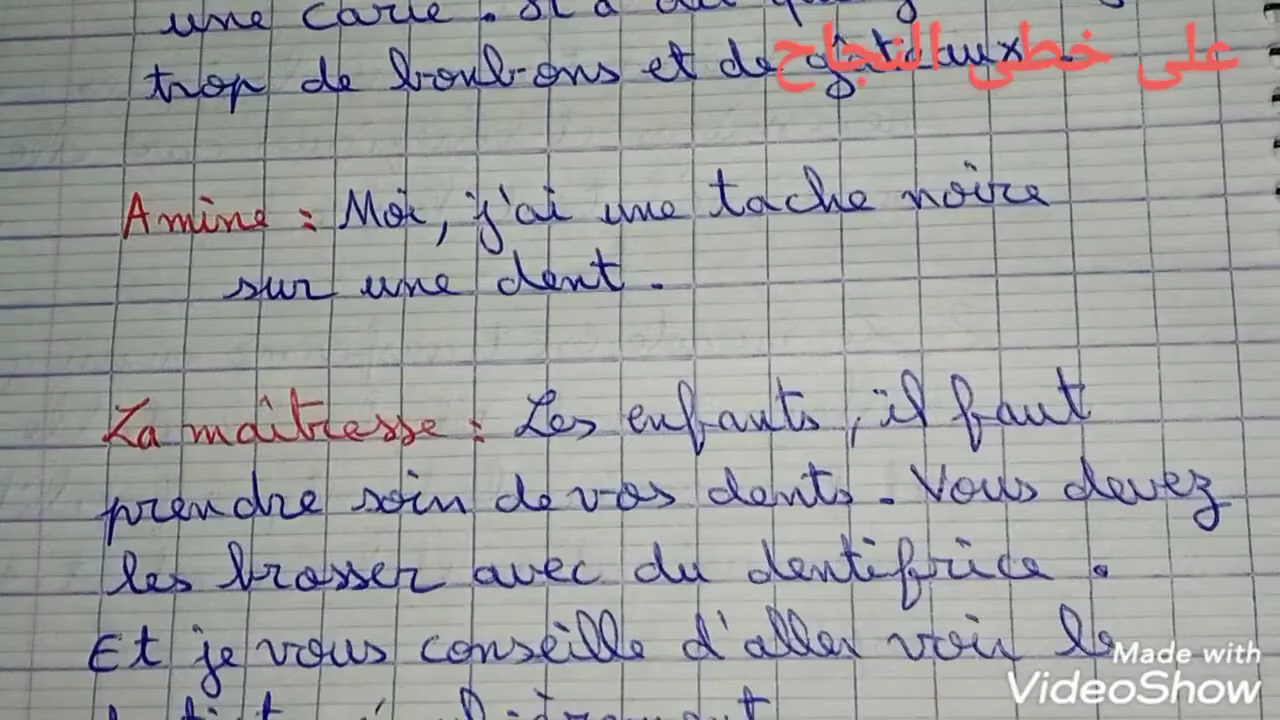 une carie.
trop de bonbons et de gâteaux.
على خطى النجاح
Amine : Moi, j'ai une tache noire
sur une dent.
La maîtresse : Les enfants, il faut
prendre soin de vos dents. Vous devez
les brosser avec du dentifrice.
Et je vous conseille d'aller voir le
Made with
VideoShow